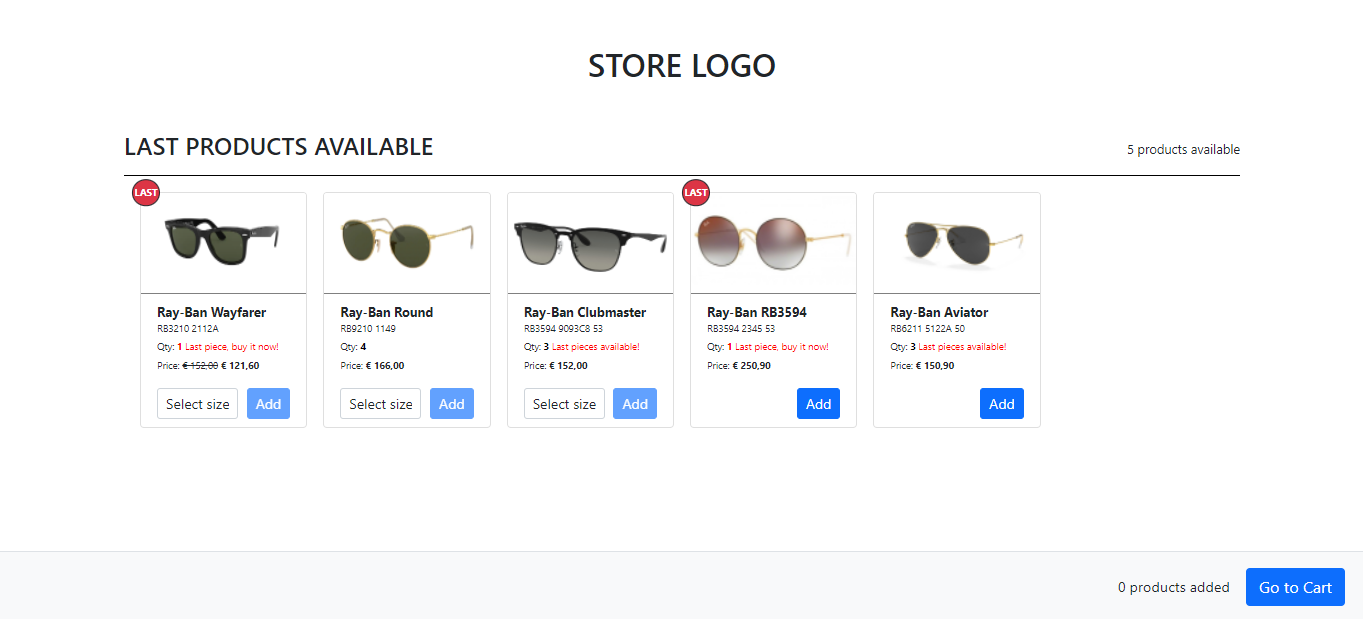 STORE LOGO
LAST PRODUCTS AVAILABLE
5 products available
LAST
Ray-Ban Wayfarer
RB3210 2112A
Qty: 1 Last piece, buy it now!
Price: € 152,00 € 121,60
Select size
Add
Ray-Ban Round
RB9210 1149
Qty: 4
Price: € 166,00
Select size
Add
Ray-Ban Clubmaster
RB3594 9093C8 53
Qty: 3 Last pieces available!
Price: € 152,00
Select size
Add
LAST
Ray-Ban RB3594
RB3594 2345 53
Qty: 1 Last piece, buy it now!
Price: € 250,90
Add
Ray-Ban Aviator
RB6211 5122A 50
Qty: 3 Last pieces available!
Price: € 150,90
Add
0 products added
Go to Cart